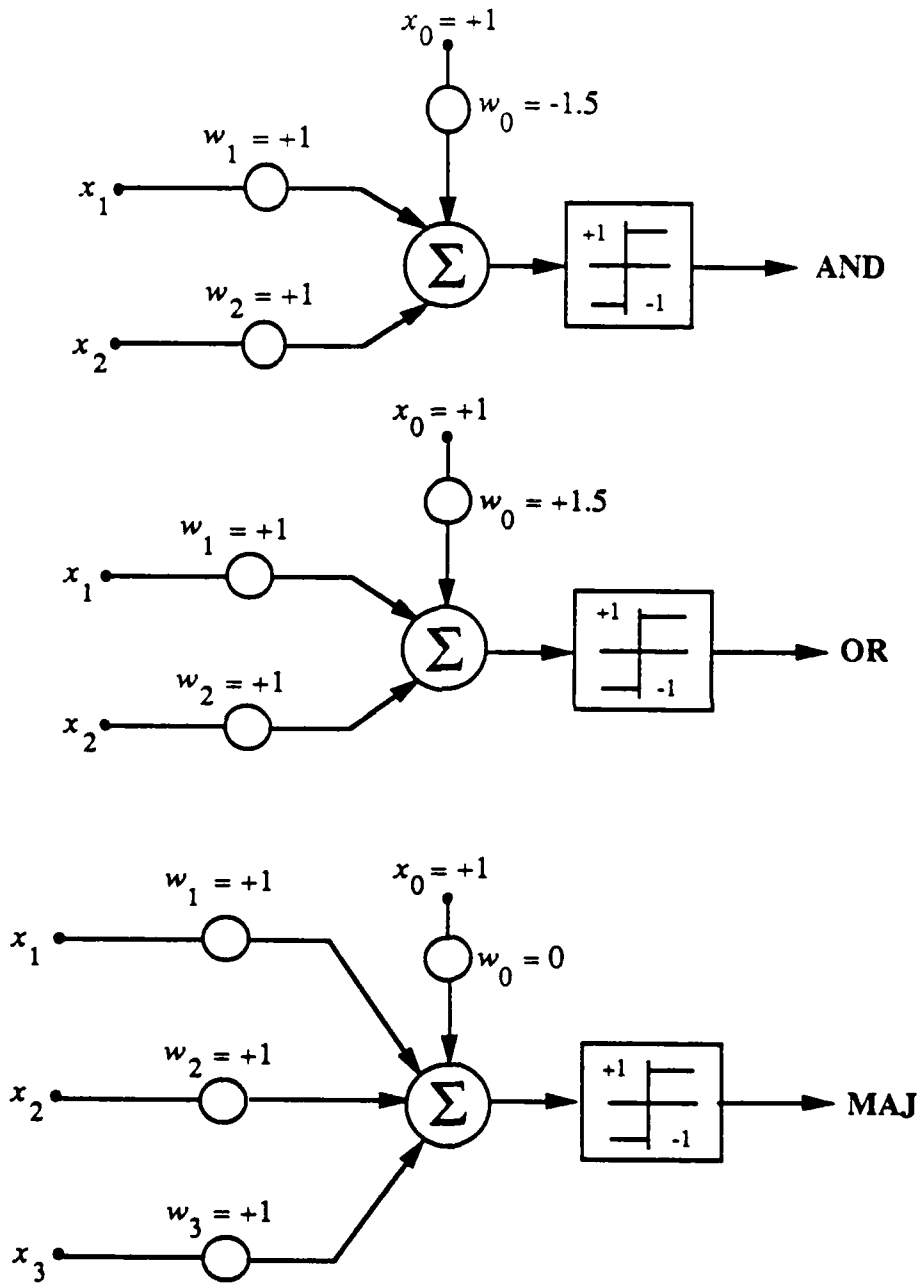 x0 = +1
w0 = -1.5
w1 = +1
x1
Σ
+1
-1
AND
w2 = +1
x2
x0 = +1
w0 = +1.5
w1 = +1
x1
Σ
+1
-1
OR
w2 = +1
x2
x0 = +1
w1 = +1
x1
w0 = 0
w2 = +1
x2
Σ
+1
-1
MAJ
w3 = +1
x3